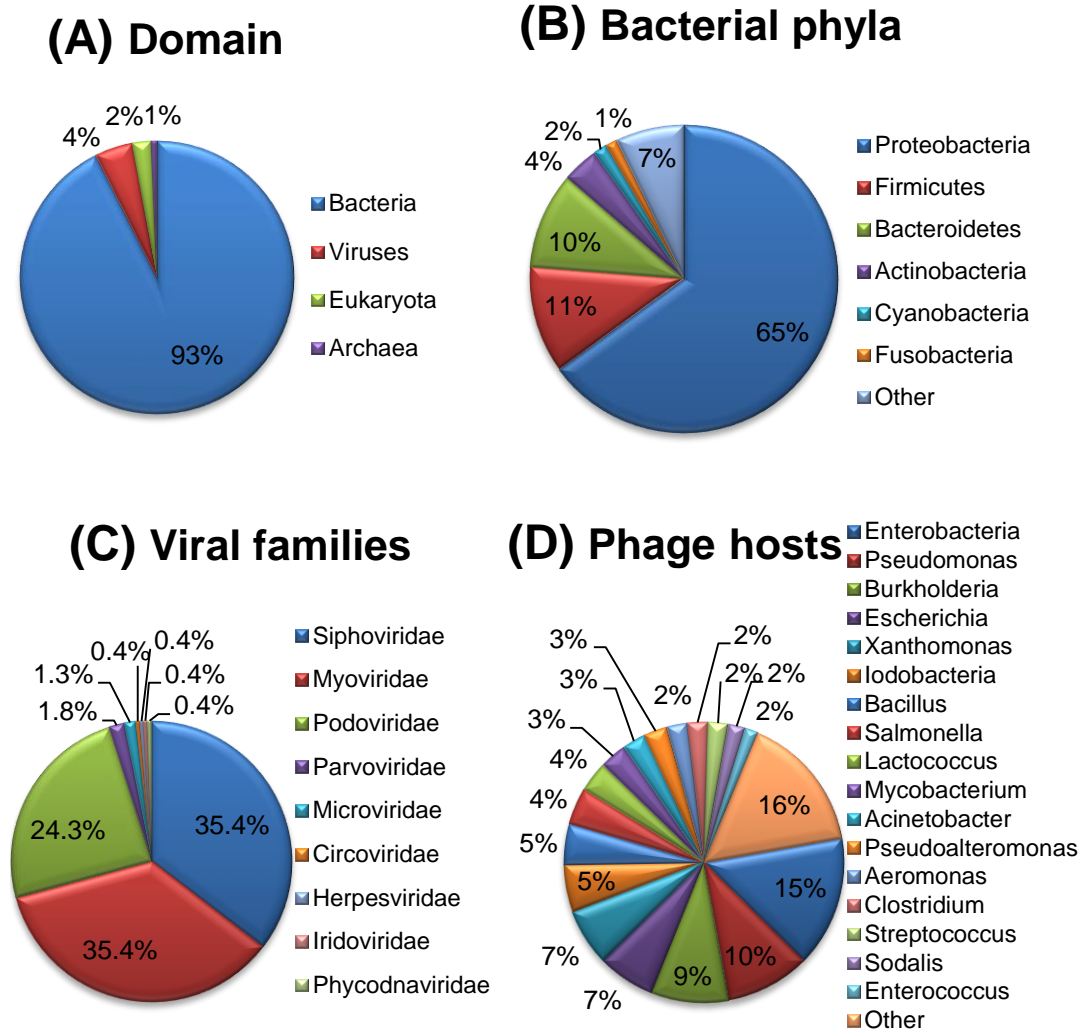 (A) Domain
4%
2%
1%
93%
Bacteria
Viruses
Eukaryota
Archaea
(B) Bacterial phyla
2%
1%
4%
7%
10%
11%
65%
Proteobacteria
Firmicutes
Bacteroidetes
Actinobacteria
Cyanobacteria
Fusobacteria
Other
(C) Viral families
0.4%
0.4%
1.3%
0.4%
1.8%
0.4%
24.3%
35.4%
35.4%
Siphoviridae
Myoviridae
Podoviridae
Parvoviridae
Microviridae
Circoviridae
Herpesviridae
Iridoviridae
Phycodnaviridae
(D) Phage hosts
3%
2%
3%
2%
2%
2%
3%
2%
4%
16%
4%
5%
15%
5%
10%
7%
9%
7%
Enterobacteria
Pseudomonas
Burkholderia
Escherichia
Xanthomonas
Iodobacteria
Bacillus
Salmonella
Lactococcus
Mycobacterium
Acinetobacter
Pseudoalteromonas
Aeromonas
Clostridium
Streptococcus
Sodalis
Enterococcus
Other